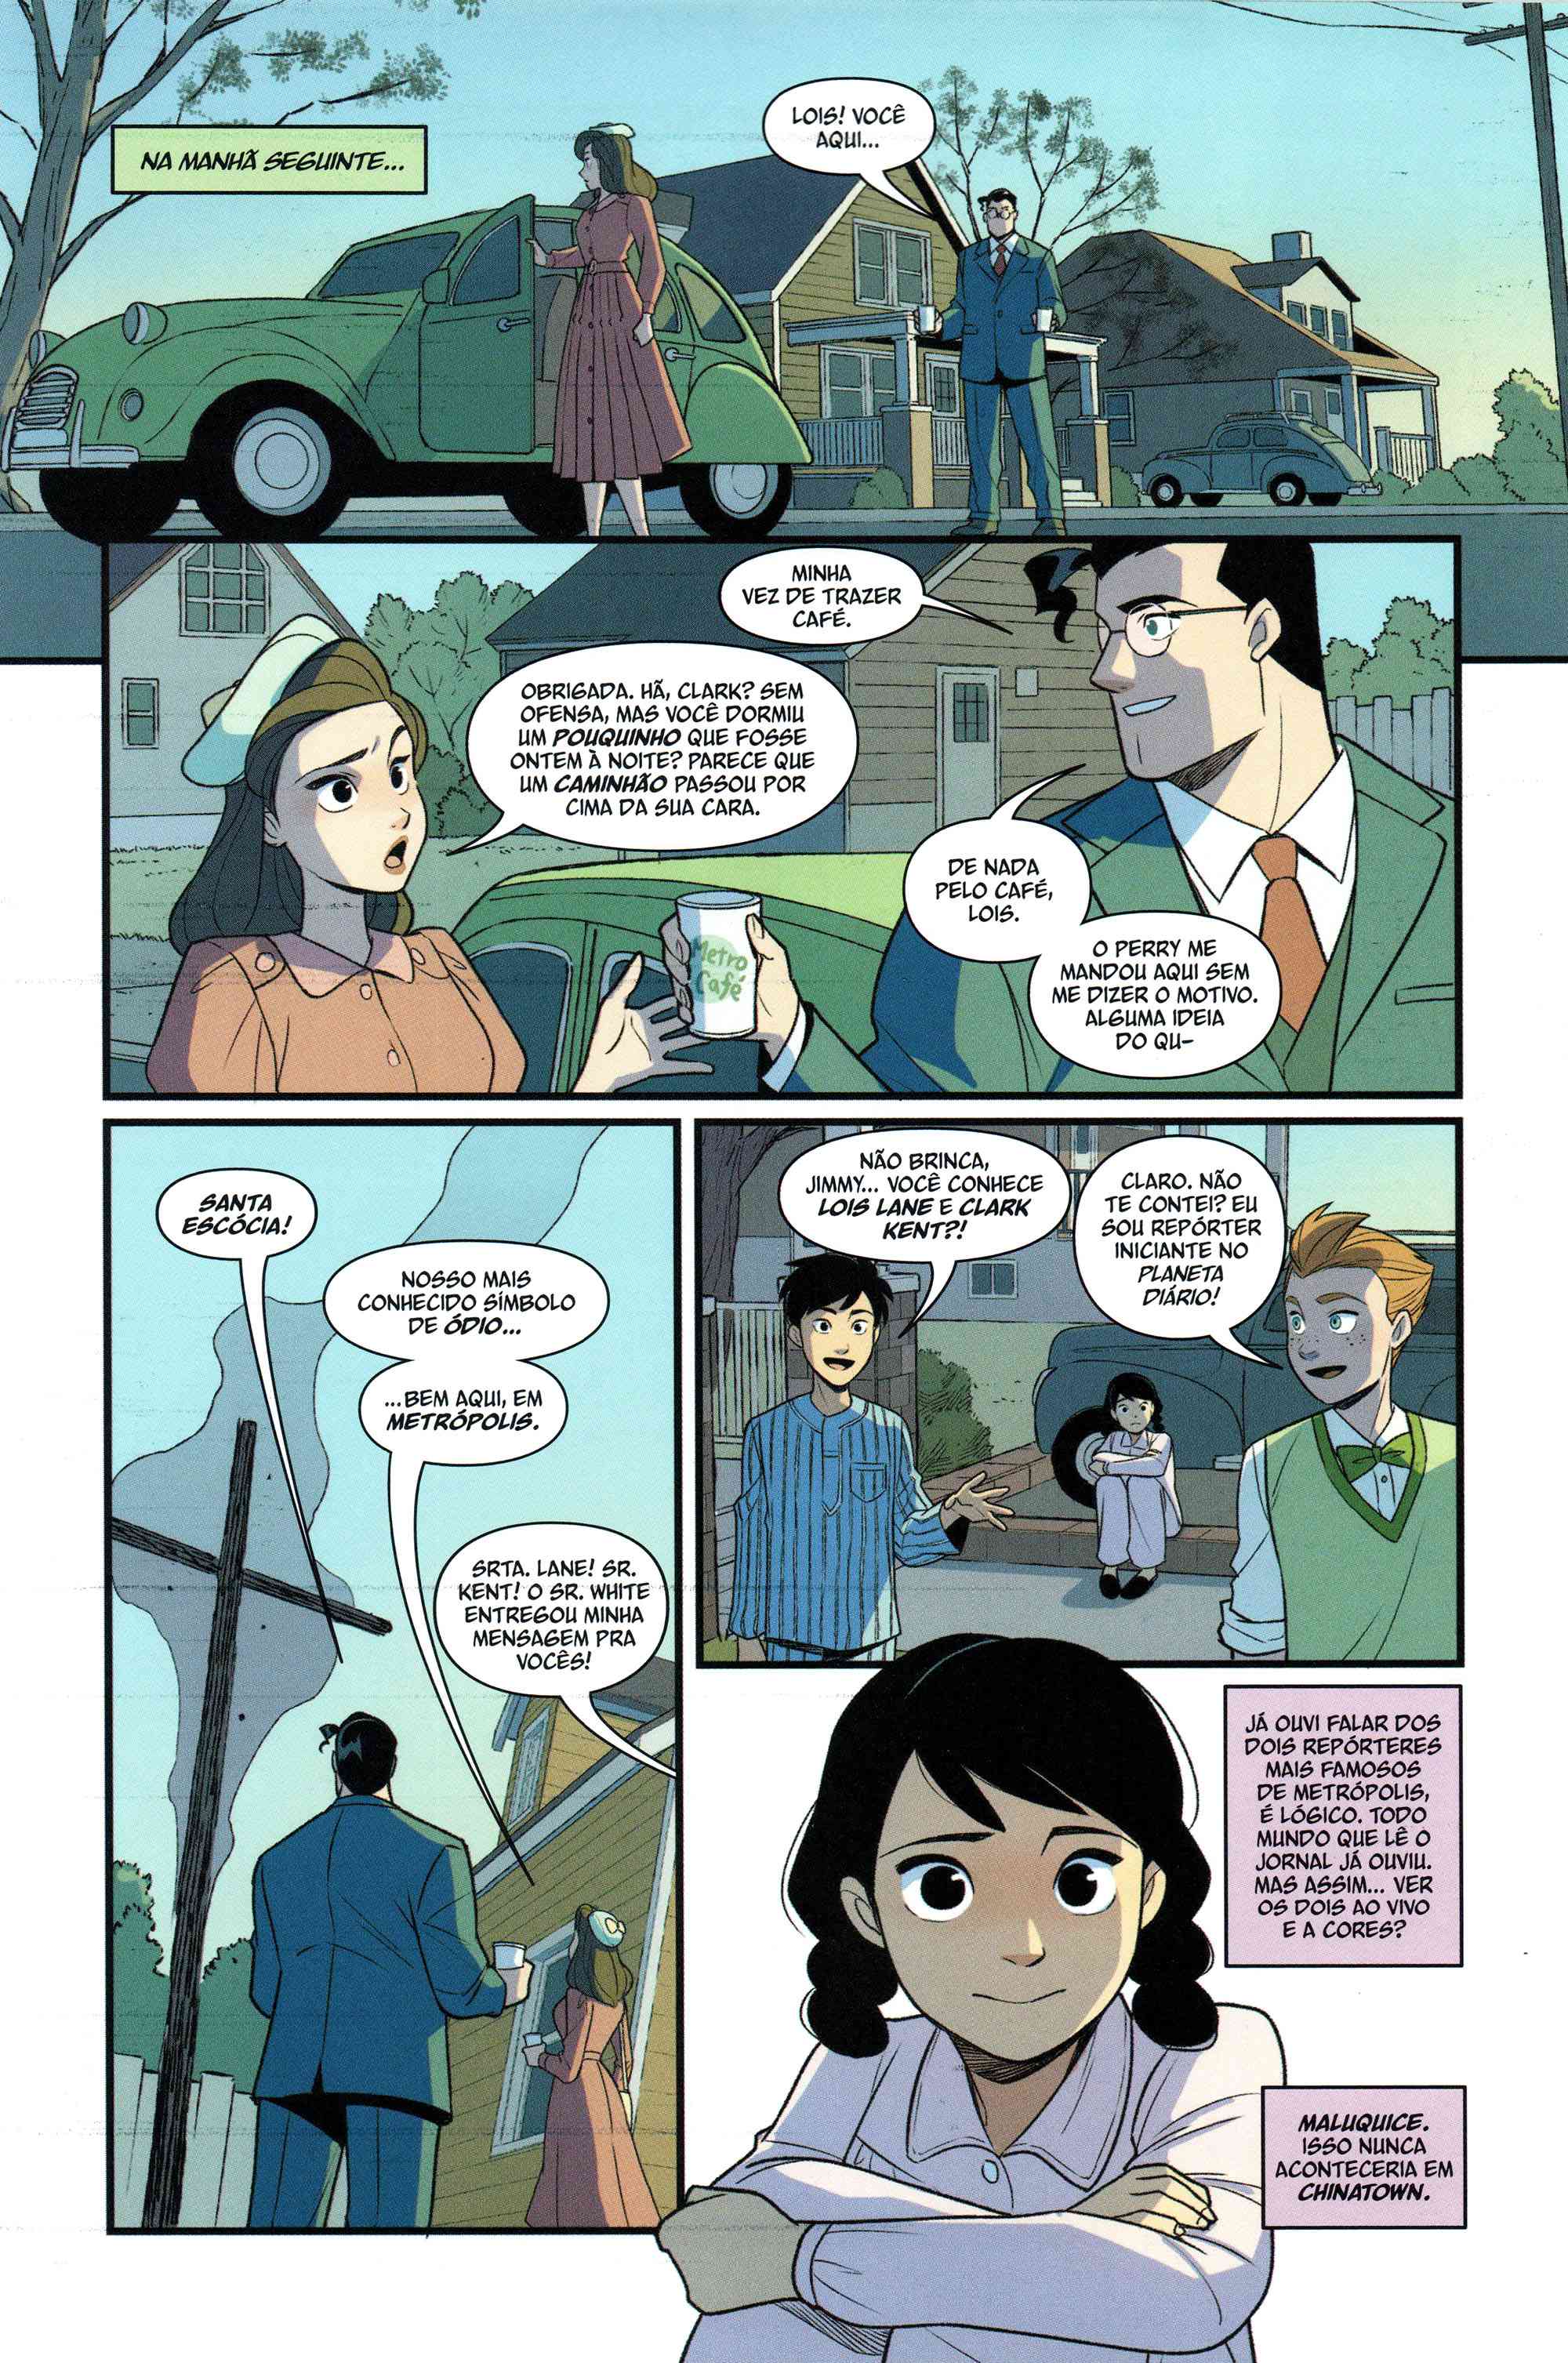 NA MANHÃ SEGUINTE...
LOIS! VOCÊ
AQUI...
MINHA
VEZ DE TRAZER
CAFÉ.
OBRIGADA. HÃ, CLARK? SEM
OFENSA, MAS VOCÊ DORMIU
UM POUQUINHO QUE FOSSE
ONTEM À NOITE? PARECE QUE
UM CAMINHÃO PASSOU POR
CIMA DA SUA CARA.
Metro
Café
DE NADA
PELO CAFÉ,
LOIS.
O PERRY ME
MANDOU AQUI SEM
ME DIZER O MOTIVO.
ALGUMA IDEIA
DO QU-
SANTA
ESCÓCIA!
NOSSO MAIS
CONHECIDO SÍMBOLO
DE ÓDIO...
...BEM AQUI, EM
METRÓPOLIS.
SRTA. LANE! SR.
KENT! O SR. WHITE
ENTREGOU MINHA
MENSAGEM PRA
VOCÊS!
NÃO BRINCA,
JIMMY... VOCÊ CONHECE
LOIS LANE E CLARK
KENT?!
CLARO. NÃO
TE CONTEI? EU
SOU REPÓRTER
INICIANTE NO
PLANETA
DIÁRIO!
JÁ OUVI FALAR DOS
DOIS REPÓRTERES
MAIS FAMOSOS
DE METRÓPOLIS,
É LÓGICO. TODO
MUNDO QUE LÊ O
JORNAL JÁ OUVIU.
MAS ASSIM... VER
OS DOIS AO VIVO
E A CORES?
MALUQUICE.
ISSO NUNCA
ACONTECERIA EM
CHINATOWN.